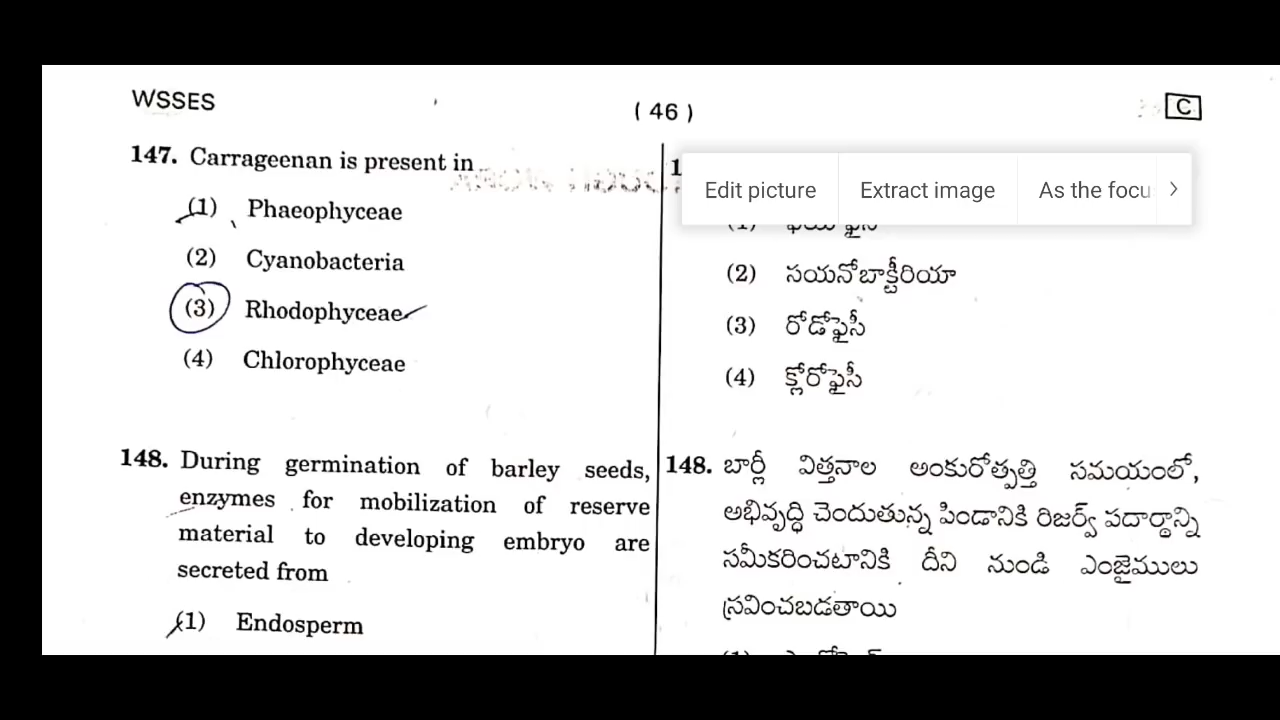 WSSES
( 46 )
C
147. Carrageenan is present in
(1) Phaeophyceae
(2) Cyanobacteria
(3) Rhodophyceae
(4) Chlorophyceae
148. During germination of barley seeds,
enzymes for mobilization of reserve
material to developing embryo are
secreted from
(1) Endosperm
Edit picture
Extract image
As the focu
(2) సయనోబాక్టీరియా
(3) రోడోఫైసీ
(4) క్లోరోఫైసీ
148. బార్లీ విత్తనాల అంకురోత్పత్తి సమయంలో,
అభివృద్ధి చెందుతున్న పిండానికి రిజర్వ్ పదార్థాన్ని
సమీకరించటానికి దీని నుండి ఎంజైములు
స్రవించబడతాయి